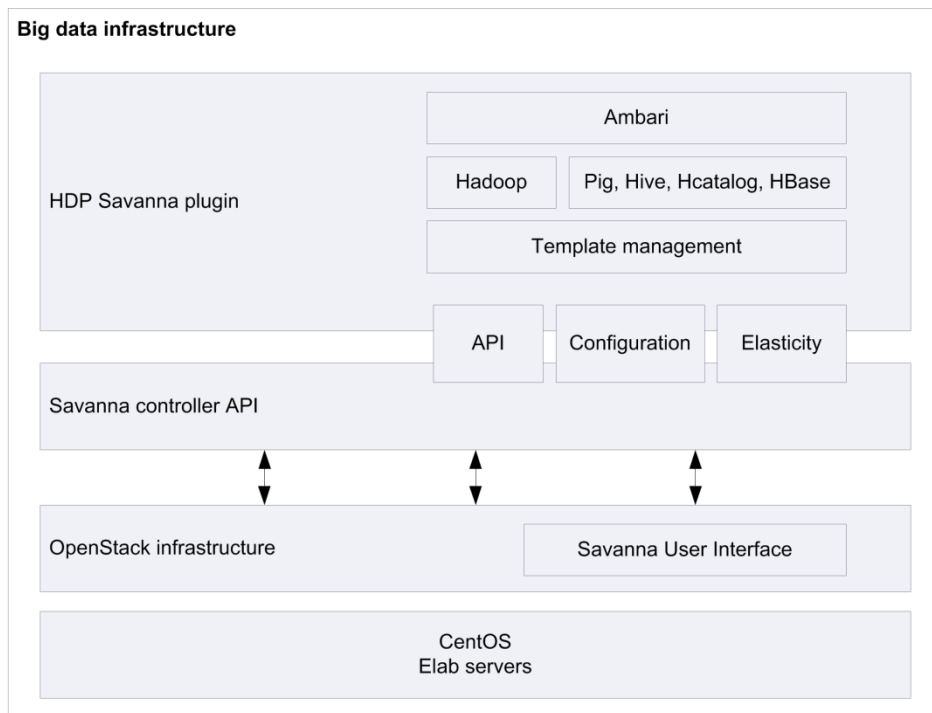 Big data infrastructure
Ambari
Hadoop
Pig, Hive, Hcatalog, HBase
HDP Savanna plugin
Template management
API
Configuration
Elasticity
Savanna controller API
OpenStack infrastructure
Savanna User Interface
CentOS
Elab servers